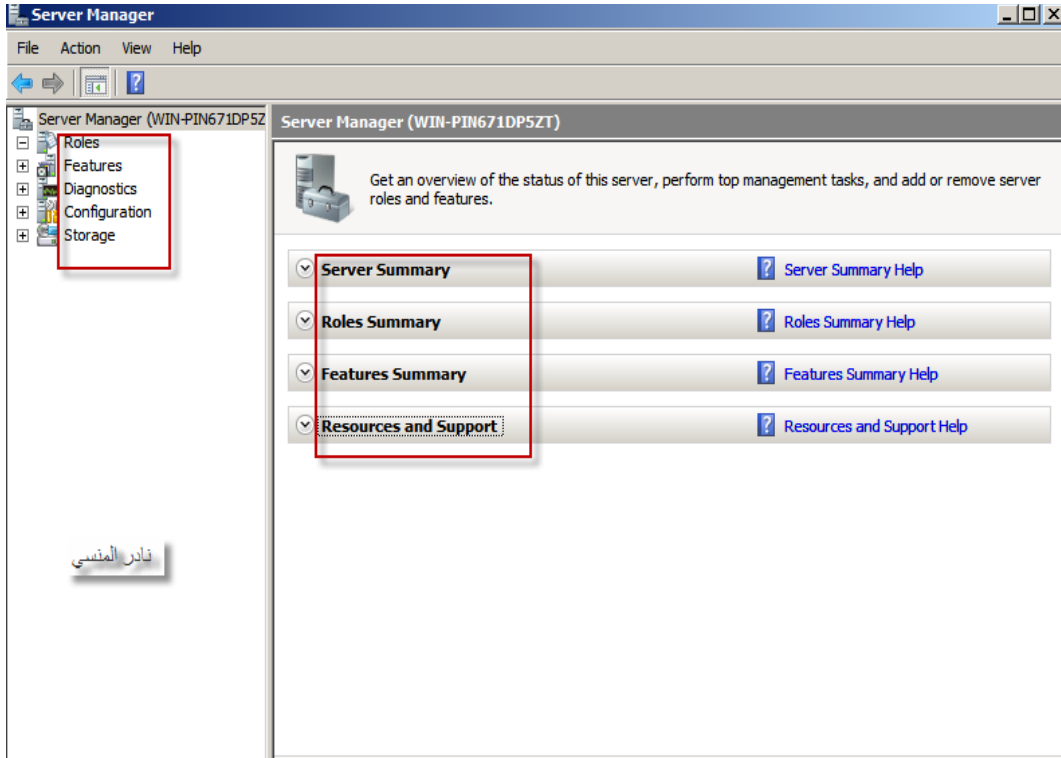 Server Manager
File Action View Help
Server Manager (WIN-PIN671DP5Z
Roles
Features
Diagnostics
Configuration
Storage
نادر المنسي
Server Manager (WIN-PIN671DP5ZT)
Get an overview of the status of this server, perform top management tasks, and add or remove server
roles and features.
Server Summary
Server Summary Help
Roles Summary
Roles Summary Help
Features Summary
Features Summary Help
Resources and Support
Resources and Support Help